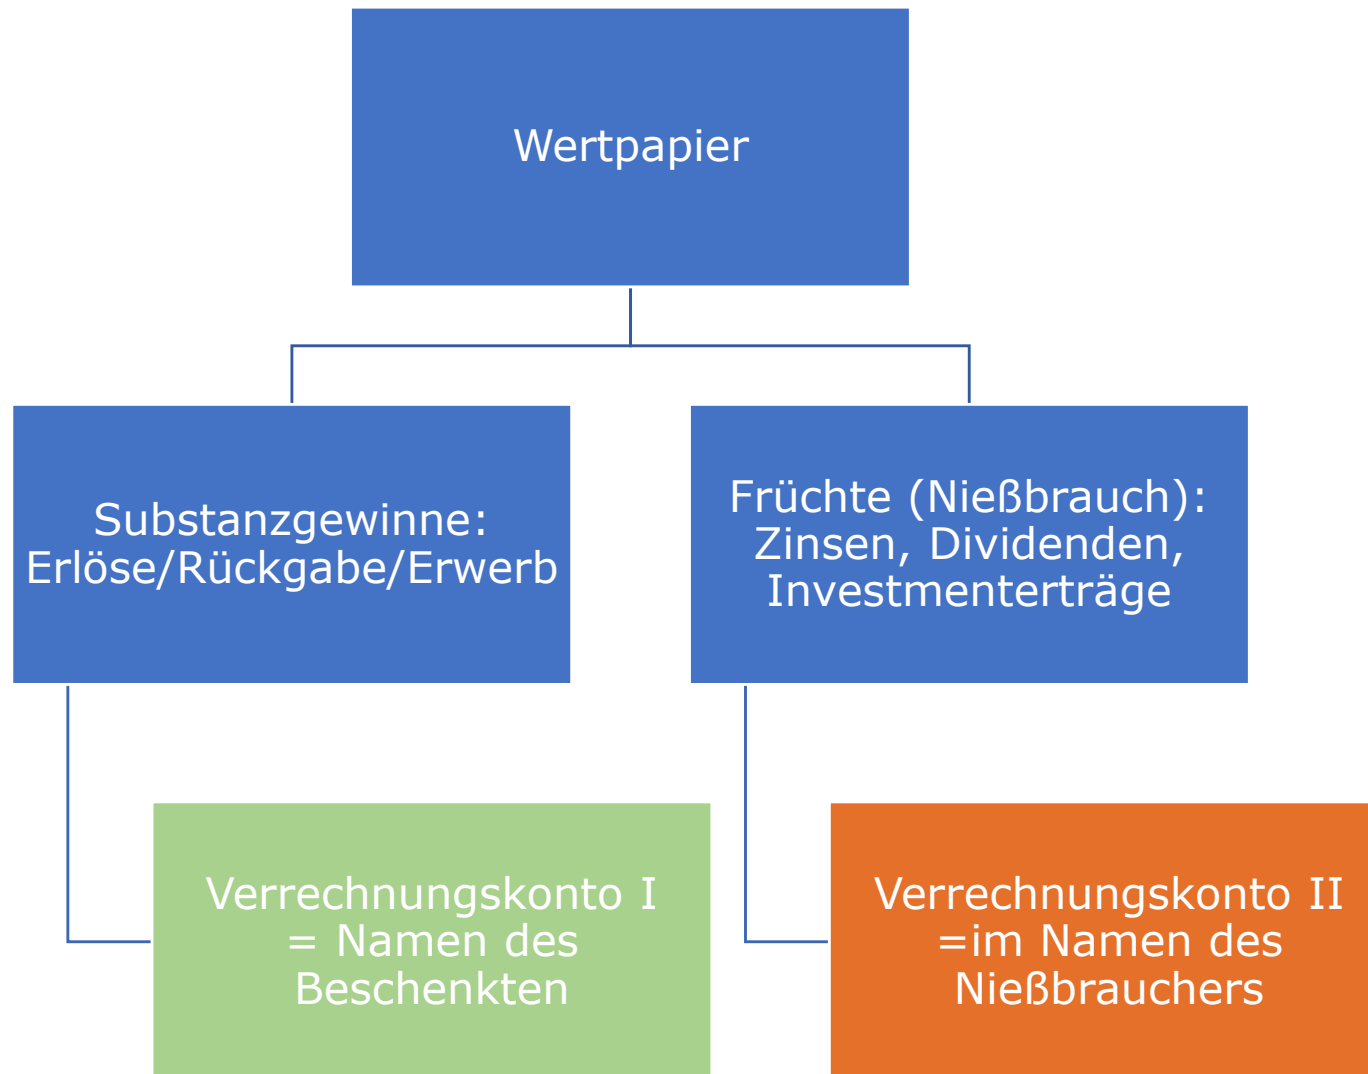 Wertpapier
Substanzgewinne:
Erlöse/Rückgabe/Erwerb
Früchte (Nießbrauch):
Zinsen, Dividenden,
Investmenterträge
Verrechnungskonto I
= Namen des
Beschenkten
Verrechnungskonto II
=im Namen des
Nießbrauchers